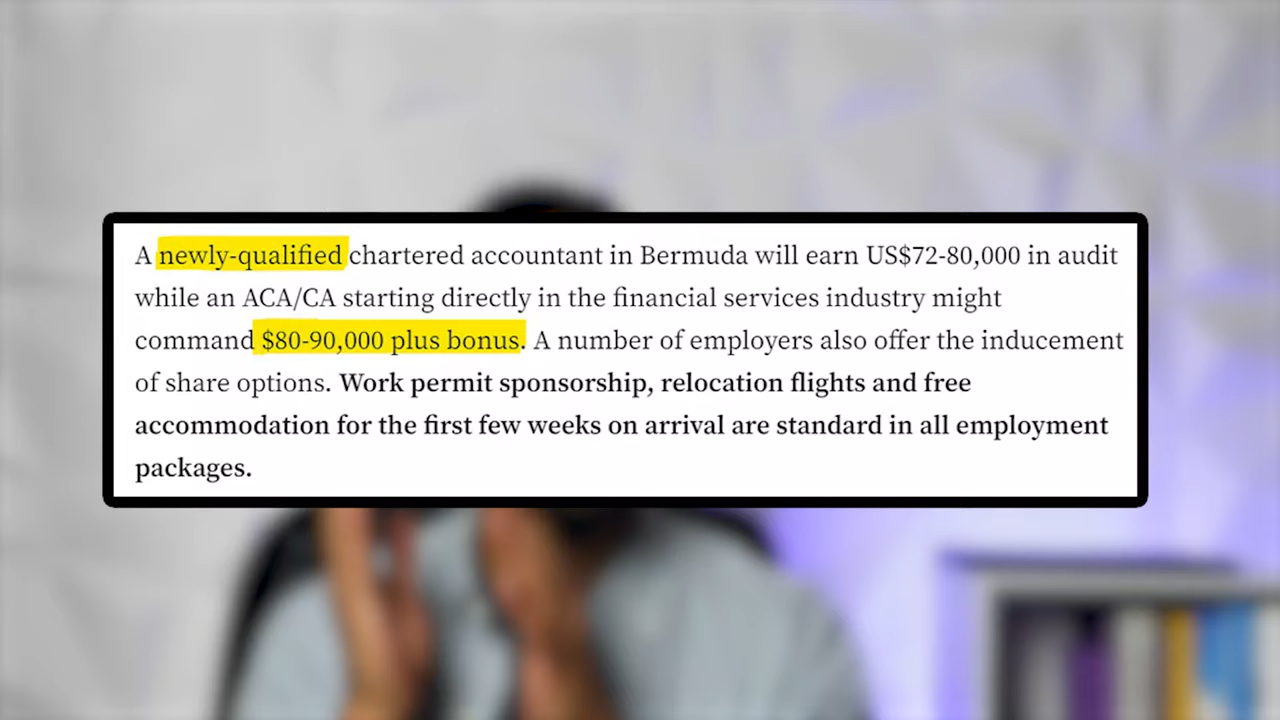 A newly-qualified chartered accountant in Bermuda will earn US$72-80,000 in audit
while an ACA/CA starting directly in the financial services industry might
command $80-90,000 plus bonus. A number of employers also offer the inducement
of share options. Work permit sponsorship, relocation flights and free
accommodation for the first few weeks on arrival are standard in all employment
packages.